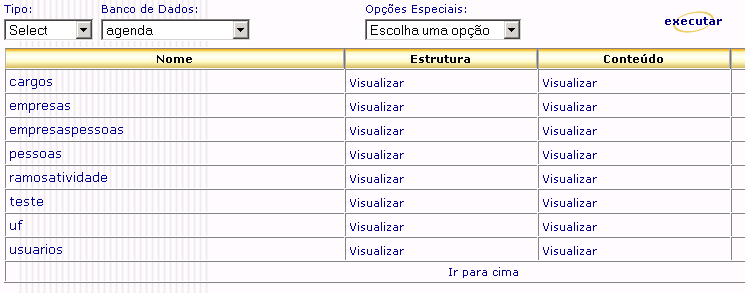 Tipo: Banco de Dados: Opções Especiais:
Select agenda Escolha uma opção executar
Nome Estrutura Conteúdo
cargos Visualizar Visualizar
empresas Visualizar Visualizar
empresaspessoas Visualizar Visualizar
pessoas Visualizar Visualizar
ramosatividade Visualizar Visualizar
teste Visualizar Visualizar
uf Visualizar Visualizar
usuarios Visualizar Visualizar
Ir para cima